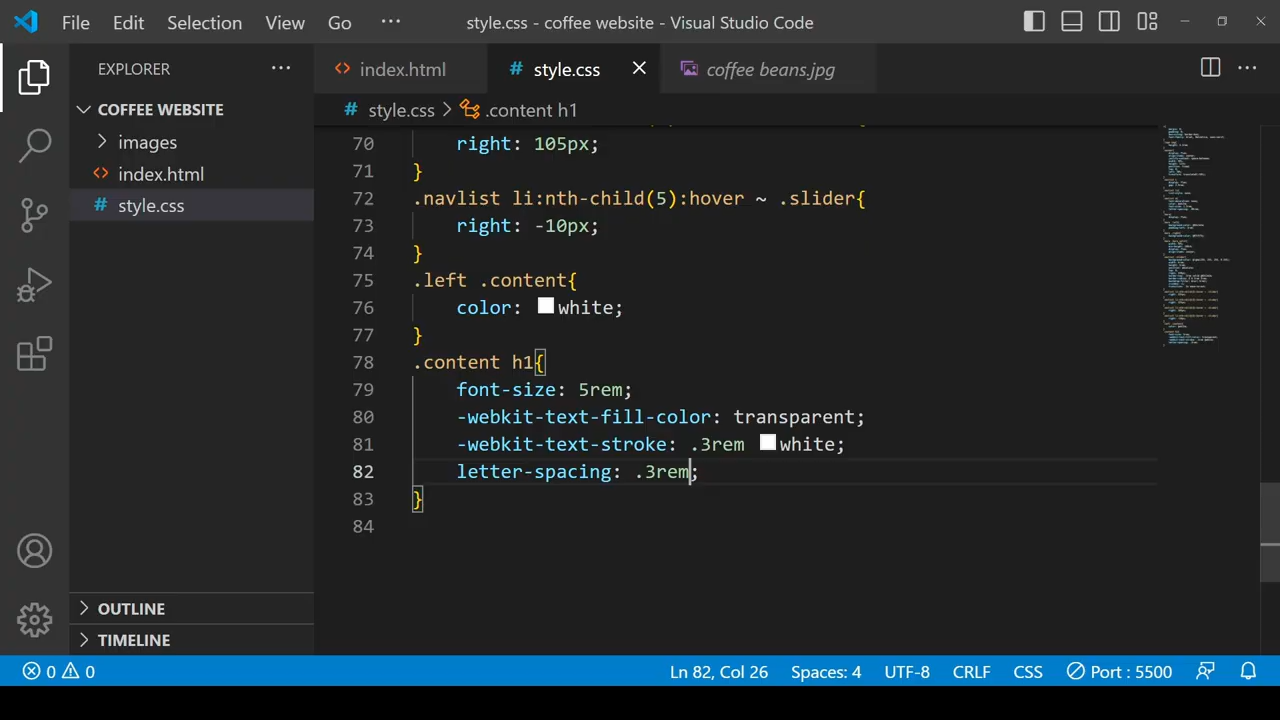 File Edit Selection View Go ··· style.css - coffee website - Visual Studio Code
EXPLORER ···
COFFEE WEBSITE
images
index.html
style.css
OUTLINE
TIMELINE
index.html style.css coffee beans.jpg ···
style.css > .content h1
70 right: 105px;
71 }
72 .navlist li:nth-child(5):hover ~ .slider{
73 right: -10px;
74 }
75 .left .content{
76 color: white;
77 }
78 .content h1{
79 font-size: 5rem;
80 -webkit-text-fill-color: transparent;
81 -webkit-text-stroke: .3rem white;
82 letter-spacing: .3rem;
83 }
84
0 0 Ln 82, Col 26 Spaces: 4 UTF-8 CRLF CSS Port : 5500